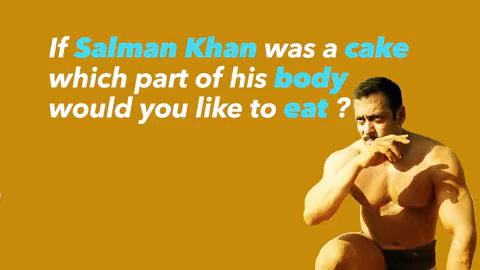 If Salman Khan was a cake
which part of his body
would you like to eat ?